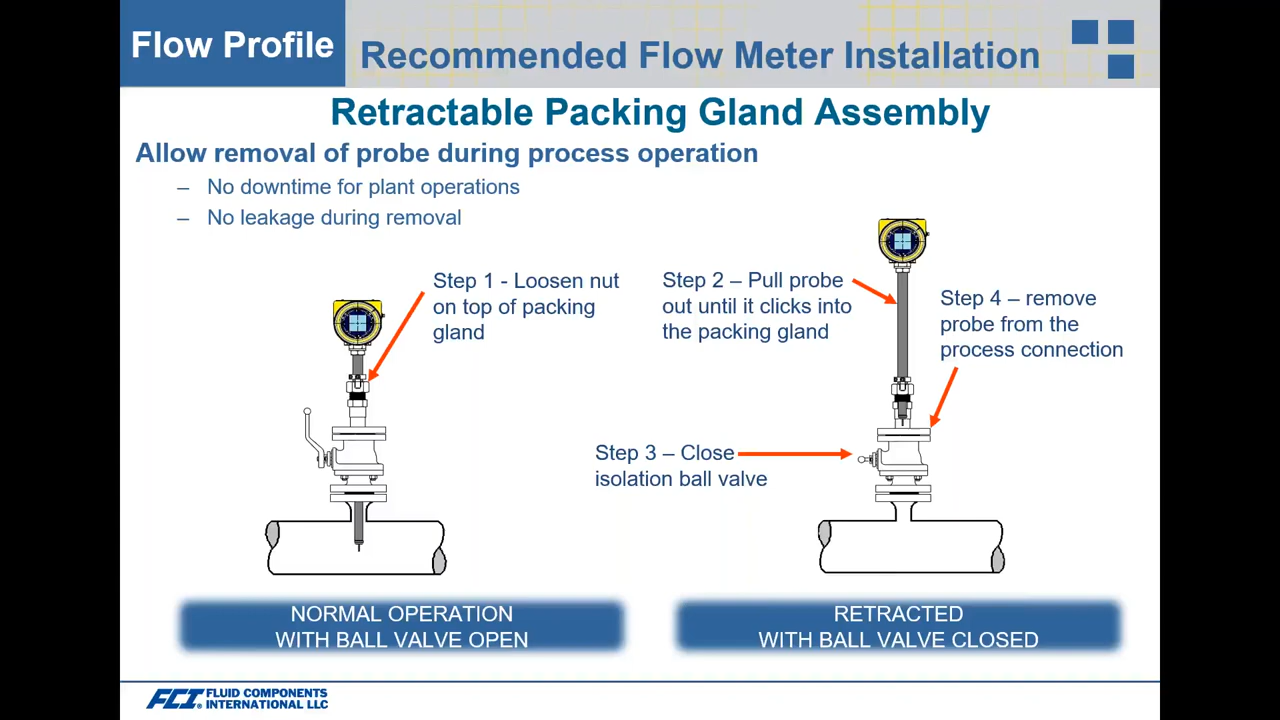 Flow Profile
Recommended Flow Meter Installation
Retractable Packing Gland Assembly
Allow removal of probe during process operation
– No downtime for plant operations
– No leakage during removal
Step 1 - Loosen nut
on top of packing
gland
Step 2 – Pull probe
out until it clicks into
the packing gland
Step 4 – remove
probe from the
process connection
Step 3 – Close
isolation ball valve
NORMAL OPERATION
WITH BALL VALVE OPEN
RETRACTED
WITH BALL VALVE CLOSED
FCI® FLUID COMPONENTS
INTERNATIONAL LLC